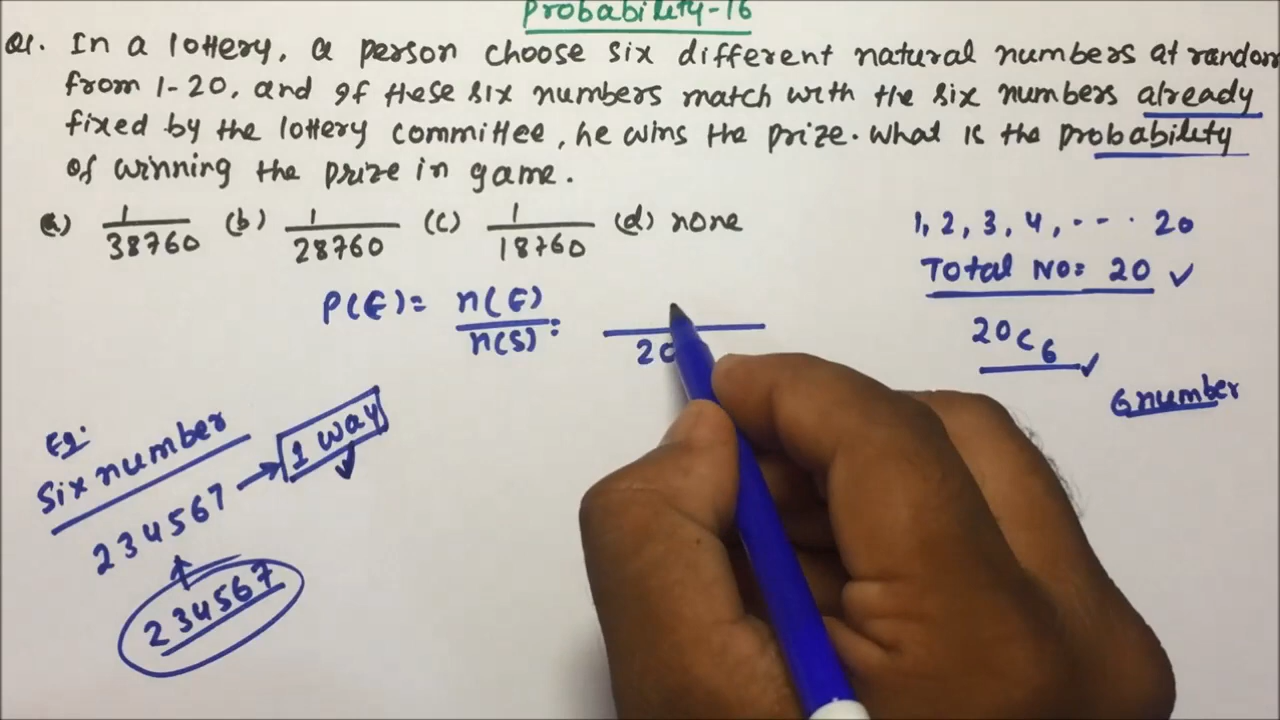 Probability-16
Q1. In a lottery, a person choose six different natural numbers at random
from 1-20, and if these six numbers match with the six numbers already
fixed by the lottery committee, he wins the prize. What is the probability
of winning the prize in game.
a) 1/38760 (b) 1/28760 (c) 1/18760 (d) none
1, 2, 3, 4, - - - 20
Total No: 20 ✓
P(E) = n(E)/n(S) =
20
20C6 ✓
6 number
Eg:
six number
234567 → 1 way ✓
234567